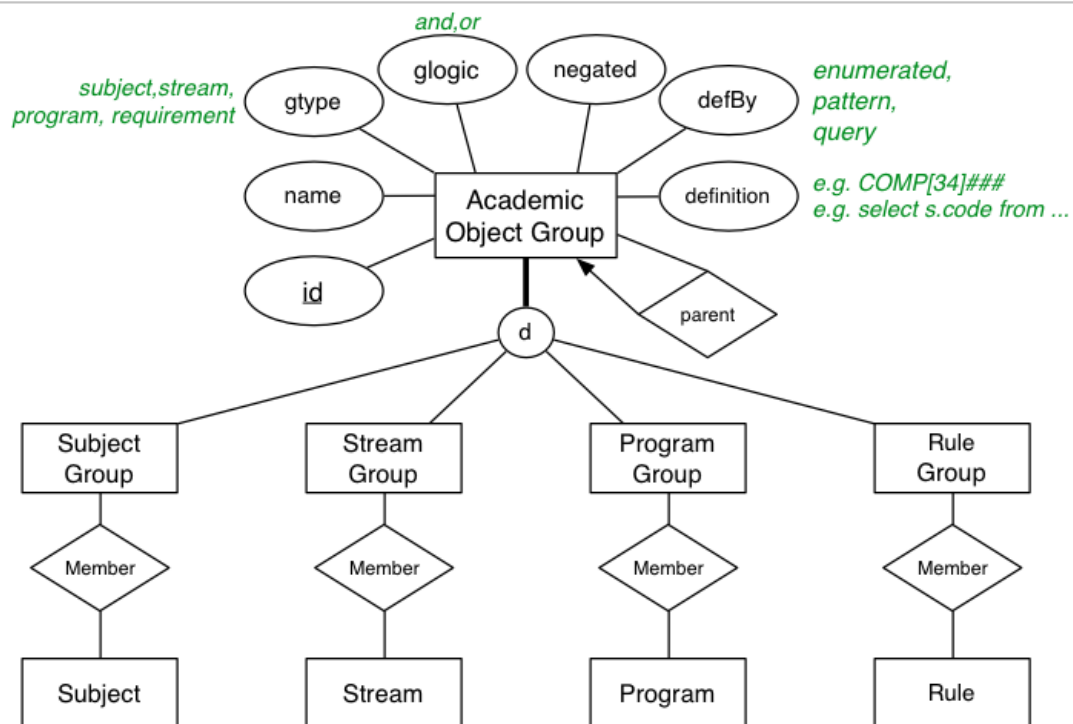 and,or
glogic
negated
subject,stream,
program, requirement
gtype
defBy
enumerated,
pattern,
query
name
Academic
Object Group
definition
e.g. COMP[34]###
e.g. select s.code from ...
id
parent
d
Subject
Group
Stream
Group
Program
Group
Rule
Group
Member
Member
Member
Member
Subject
Stream
Program
Rule